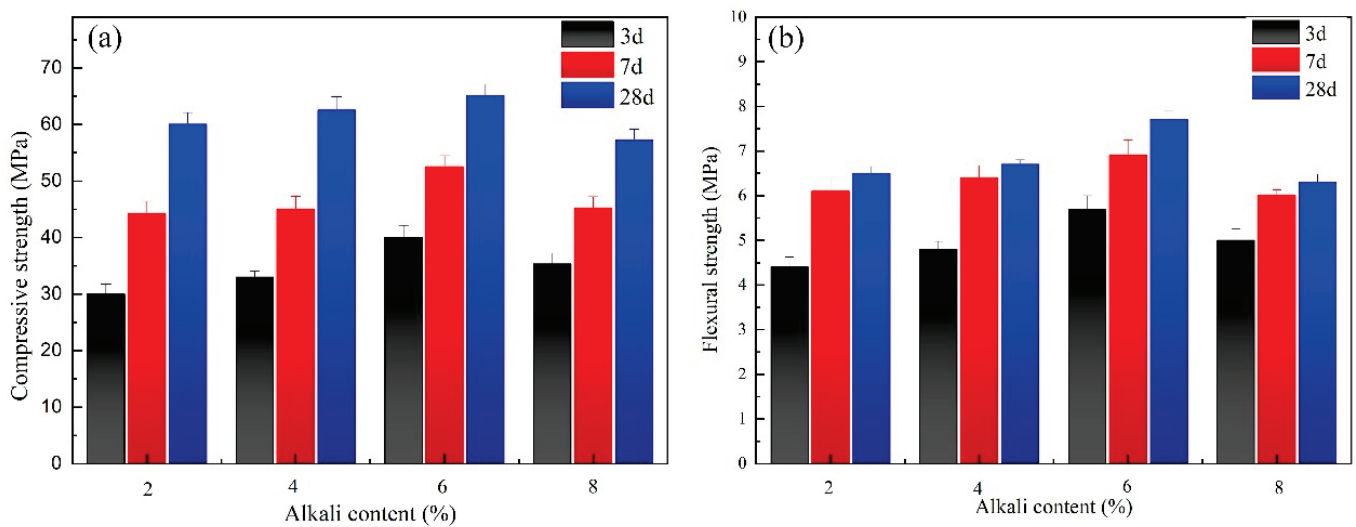 (a)
3d
7d
28d
Compressive strength (MPa)
70
60
50
40
30
20
10
0
2 4 6 8
Alkali content (%)
(b)
3d
7d
28d
Flexural strength (MPa)
10
9
8
7
6
5
4
3
2
1
0
2 4 6 8
Alkali content (%)